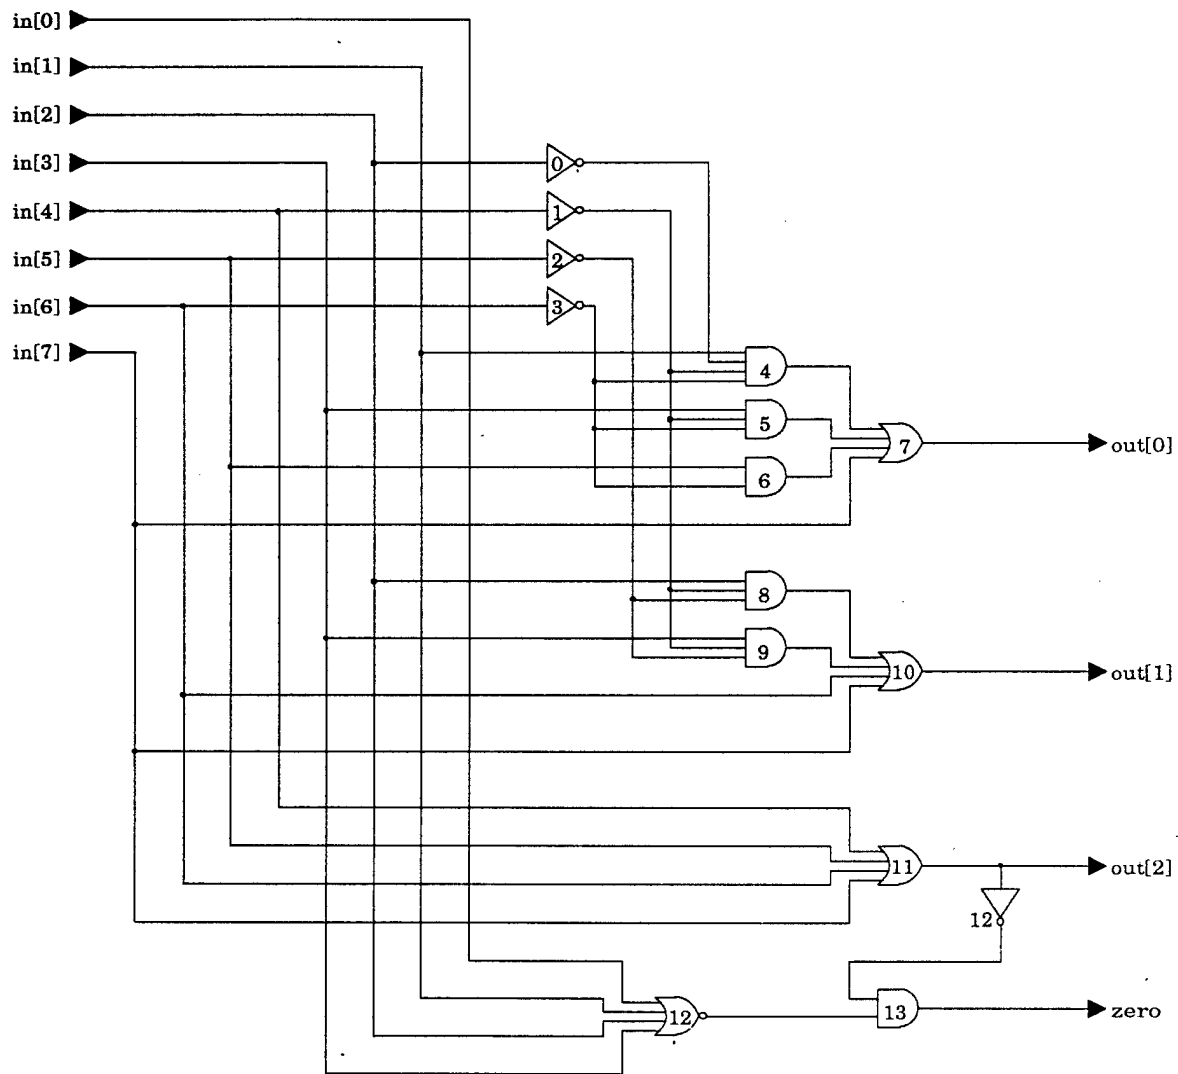 in[0]
in[1]
in[2]
in[3]
0
in[4]
1
in[5]
2
in[6]
3
in[7]
4
5
7
out[0]
6
8
9
10
out[1]
11
out[2]
12
12
13
zero